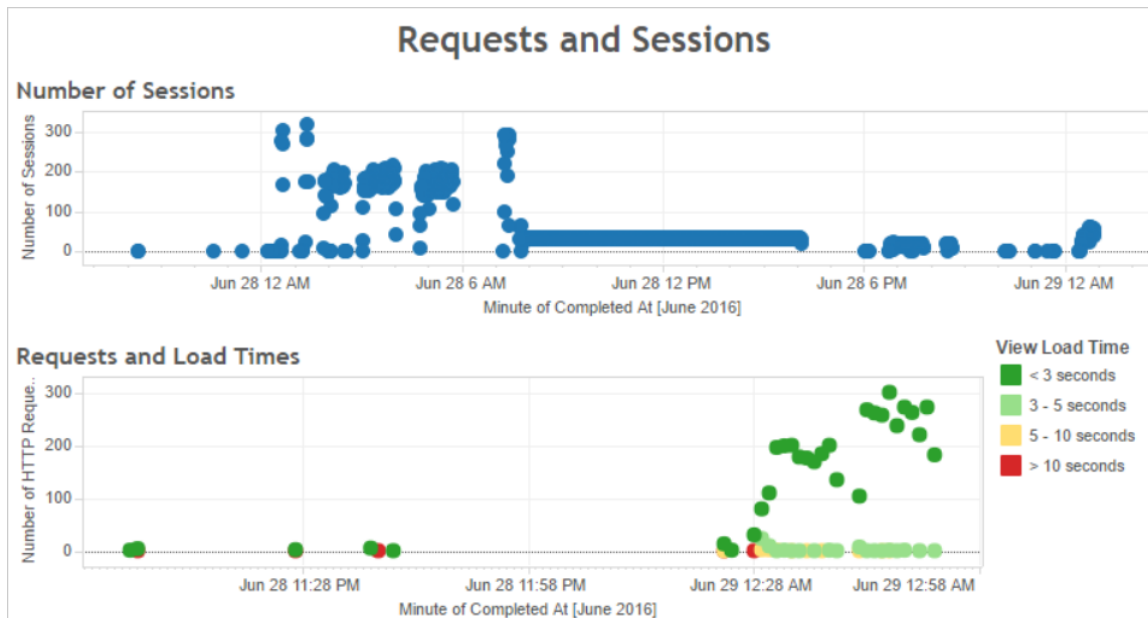 Requests and Sessions
Number of Sessions
Number of Sessions
300
200
100
0
Jun 28 12 AM
Jun 28 6 AM
Jun 28 12 PM
Jun 28 6 PM
Jun 29 12 AM
Minute of Completed At [June 2016]
Requests and Load Times
Number of HTTP Reque..
300
200
100
0
Jun 28 11:28 PM
Jun 28 11:58 PM
Jun 29 12:28 AM
Jun 29 12:58 AM
Minute of Completed At [June 2016]
View Load Time
< 3 seconds
3 - 5 seconds
5 - 10 seconds
> 10 seconds